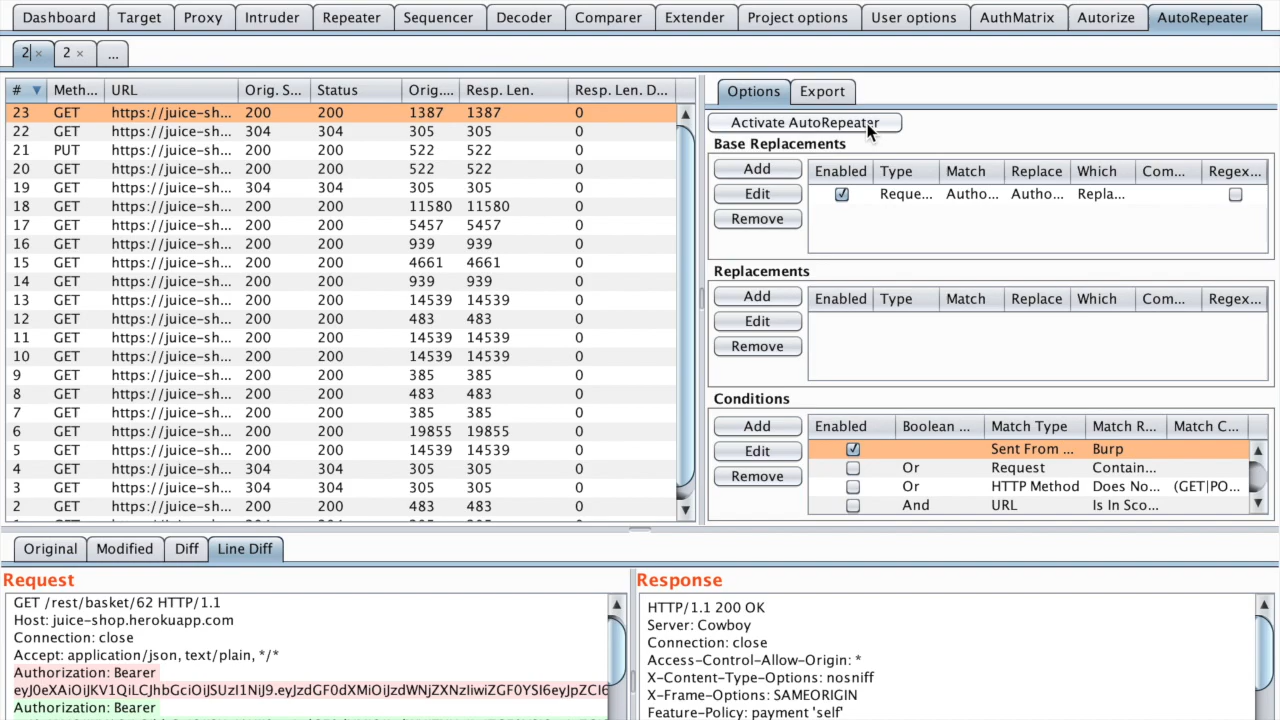 Dashboard Target Proxy Intruder Repeater Sequencer Decoder Comparer Extender Project options User options AuthMatrix Autorize AutoRepeater
2 × 2 × ...
# Meth... URL Orig. S... Status Orig.... Resp. Len. Resp. Len. D...
23 GET https://juice-sh... 200 200 1387 1387 0
22 GET https://juice-sh... 304 304 305 305 0
21 PUT https://juice-sh... 200 200 522 522 0
20 GET https://juice-sh... 200 200 522 522 0
19 GET https://juice-sh... 304 304 305 305 0
18 GET https://juice-sh... 200 200 11580 11580 0
17 GET https://juice-sh... 200 200 5457 5457 0
16 GET https://juice-sh... 200 200 939 939 0
15 GET https://juice-sh... 200 200 4661 4661 0
14 GET https://juice-sh... 200 200 939 939 0
13 GET https://juice-sh... 200 200 14539 14539 0
12 GET https://juice-sh... 200 200 483 483 0
11 GET https://juice-sh... 200 200 14539 14539 0
10 GET https://juice-sh... 200 200 14539 14539 0
9 GET https://juice-sh... 200 200 385 385 0
8 GET https://juice-sh... 200 200 483 483 0
7 GET https://juice-sh... 200 200 385 385 0
6 GET https://juice-sh... 200 200 19855 19855 0
5 GET https://juice-sh... 200 200 14539 14539 0
4 GET https://juice-sh... 304 304 305 305 0
3 GET https://juice-sh... 304 304 305 305 0
2 GET https://juice-sh... 200 200 483 483 0
Options Export
Activate AutoRepeater
Base Replacements
Add
Edit
Remove
Enabled Type Match Replace Which Com... Regex...
Reque... Autho... Autho... Repla...
Replacements
Add
Edit
Remove
Enabled Type Match Replace Which Com... Regex...
Conditions
Add
Edit
Remove
Enabled Boolean ... Match Type Match R... Match C...
Sent From ... Burp
Or Request Contain...
Or HTTP Method Does No... (GET|PO...
And URL Is In Sco...
Original Modified Diff Line Diff
Request
GET /rest/basket/62 HTTP/1.1
Host: juice-shop.herokuapp.com
Connection: close
Accept: application/json, text/plain, */*
Authorization: Bearer
eyJ0eXAiOiJKV1QiLCJhbGciOiJSUzI1NiJ9.eyJzdGF0dXMiOiJzdWNjZXNzIiwiZGF0YSI6eyJpZCI6
Authorization: Bearer
Response
HTTP/1.1 200 OK
Server: Cowboy
Connection: close
Access-Control-Allow-Origin: *
X-Content-Type-Options: nosniff
X-Frame-Options: SAMEORIGIN
Feature-Policy: payment 'self'